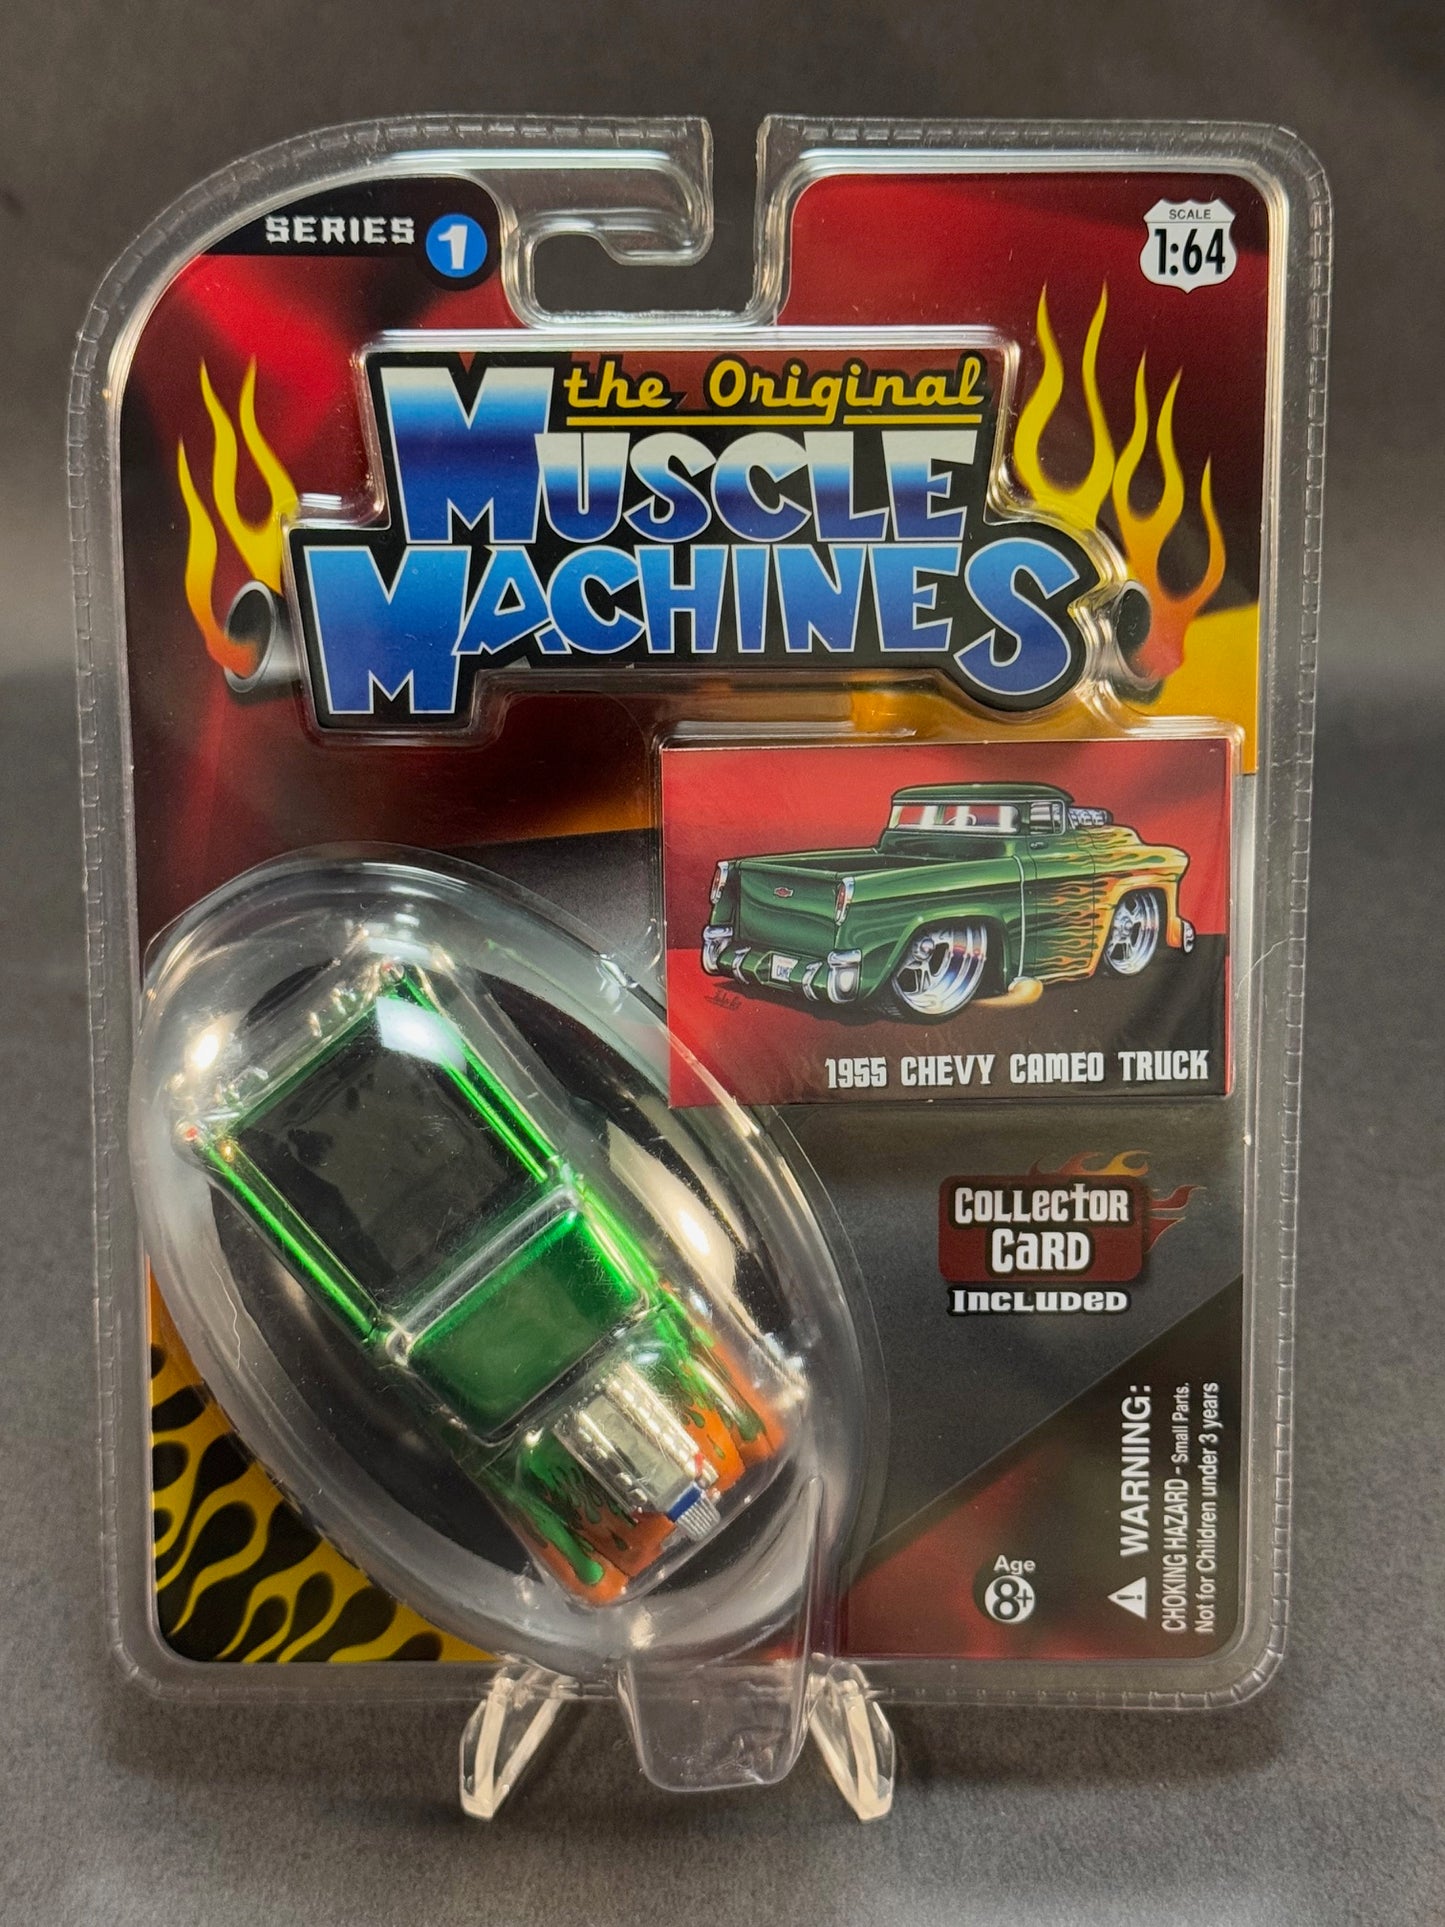 SERIES 1
SCALE
1:64
the Original
MUSCLE
MACHINES
1955 CHEVY CAMEO TRUCK
COLLECTOR
CARD
INCLUDED
Age
8+
WARNING:
CHOKING HAZARD - Small Parts.
Not for Children under 3 years